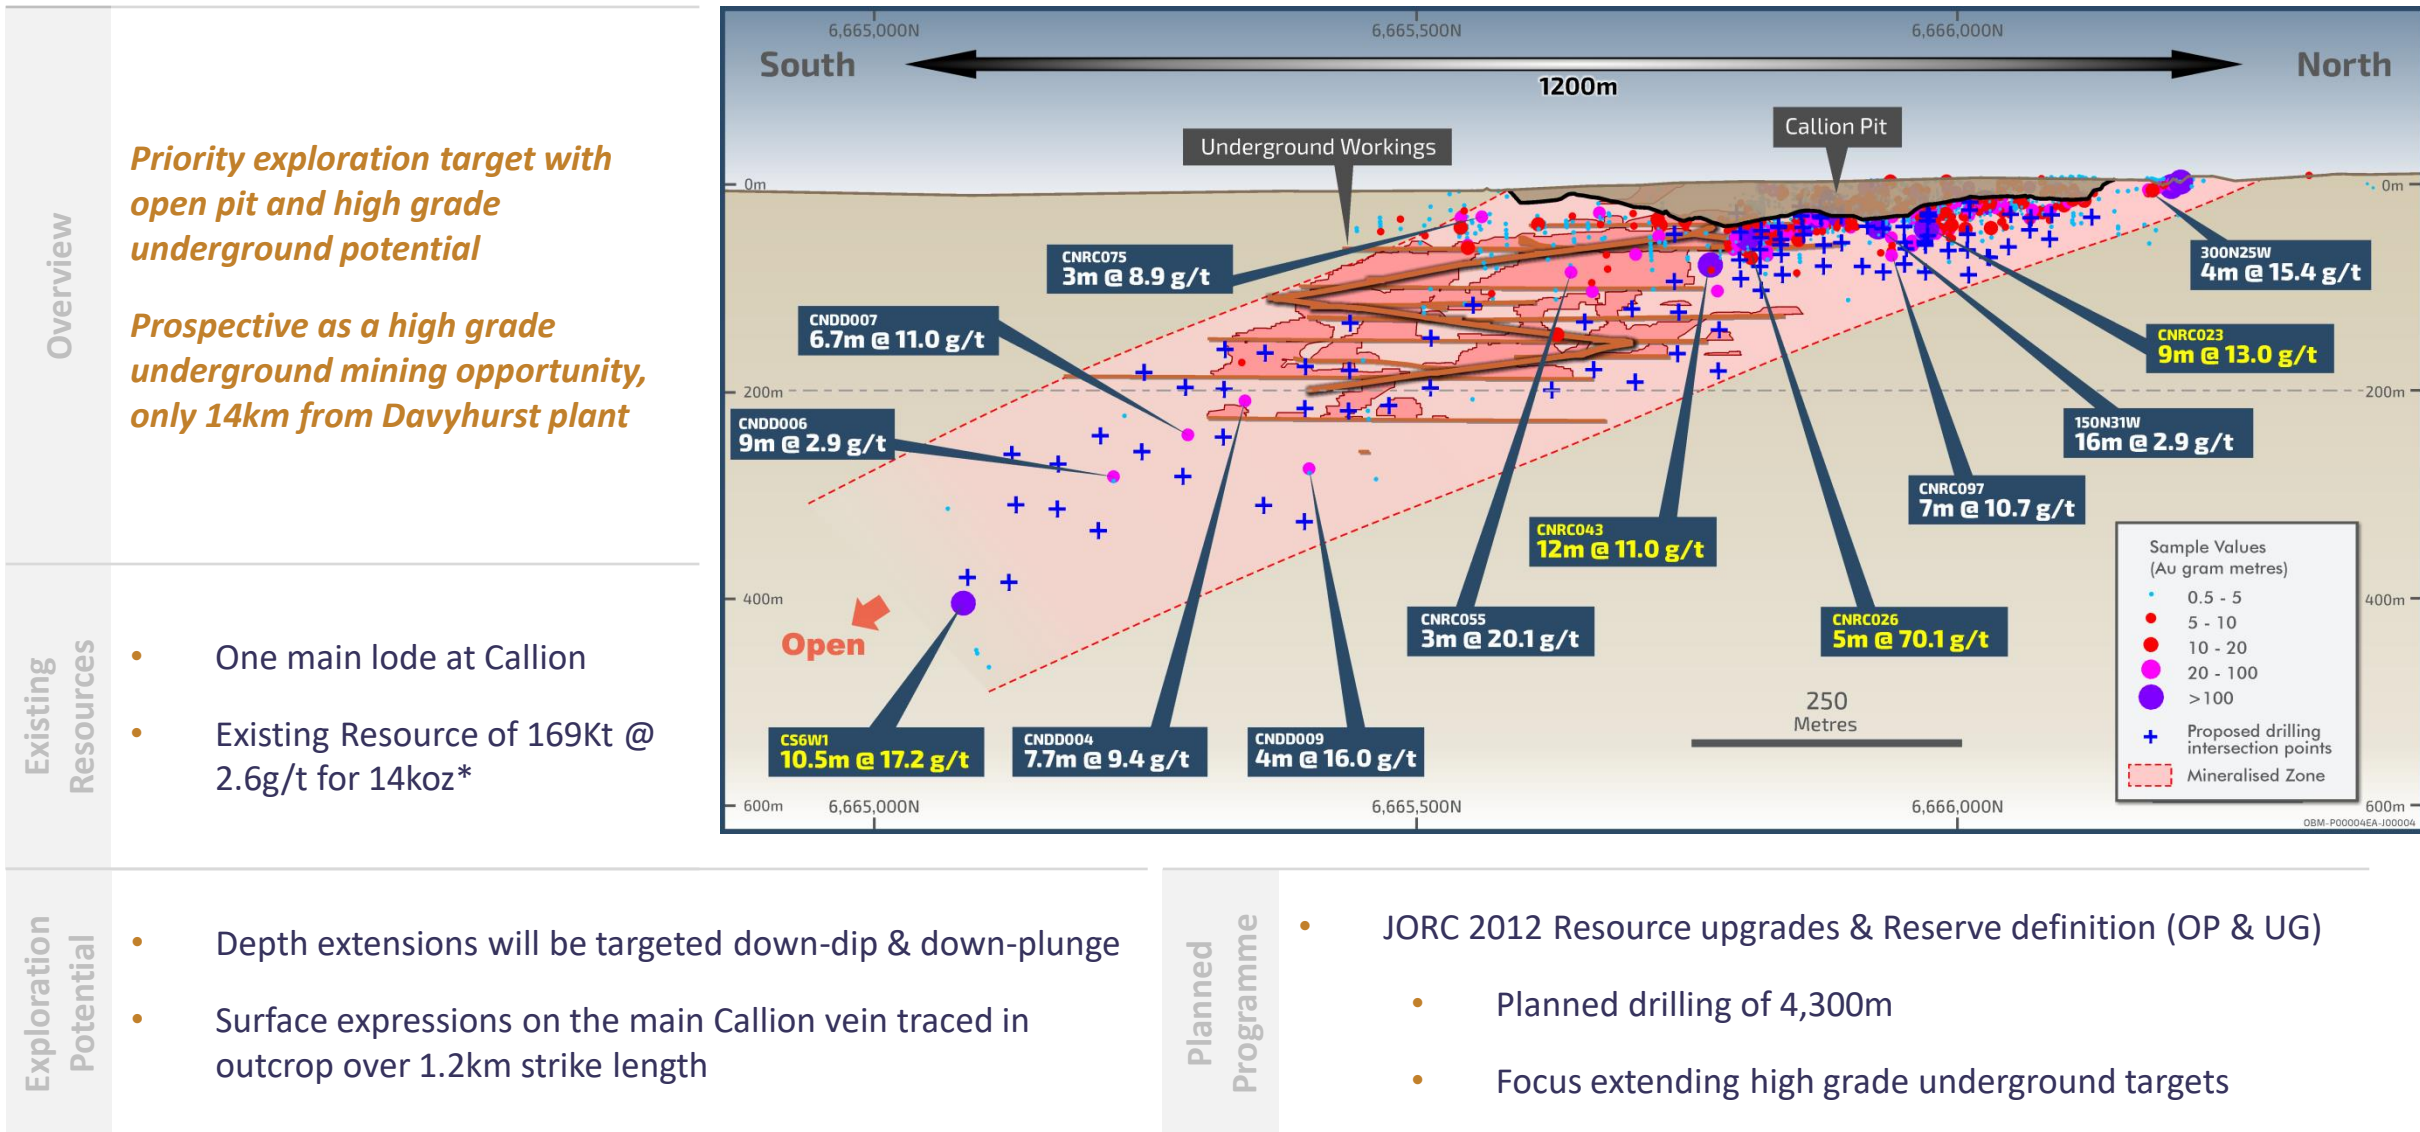 Overview
Priority exploration target with
open pit and high grade
underground potential
Prospective as a high grade
underground mining opportunity,
only 14km from Davyhurst plant
Existing
Resources
• One main lode at Callion
• Existing Resource of 169Kt @
2.6g/t for 14koz*
6,665,000N
6,665,500N
6,666,000N
South
North
1200m
Underground Workings
Callion Pit
0m
0m
CNRC075
3m @ 8.9 g/t
300N25W
4m @ 15.4 g/t
CNDD007
6.7m @ 11.0 g/t
CNRC023
9m @ 13.0 g/t
200m
200m
CNDD006
9m @ 2.9 g/t
150N31W
16m @ 2.9 g/t
CNRC097
7m @ 10.7 g/t
CNRC043
12m @ 11.0 g/t
400m
400m
Open
CNRC055
3m @ 20.1 g/t
CNRC026
5m @ 70.1 g/t
CS6W1
10.5m @ 17.2 g/t
CNDD004
7.7m @ 9.4 g/t
CNDD009
4m @ 16.0 g/t
250
Metres
Sample Values
(Au gram metres)
0.5 - 5
5 - 10
10 - 20
20 - 100
>100
Proposed drilling
intersection points
Mineralised Zone
600m
6,665,000N
6,665,500N
6,666,000N
600m
OBM-P00004EA-J00004
Exploration
Potential
• Depth extensions will be targeted down-dip & down-plunge
• Surface expressions on the main Callion vein traced in
outcrop over 1.2km strike length
Planned
Programme
• JORC 2012 Resource upgrades & Reserve definition (OP & UG)
• Planned drilling of 4,300m
• Focus extending high grade underground targets